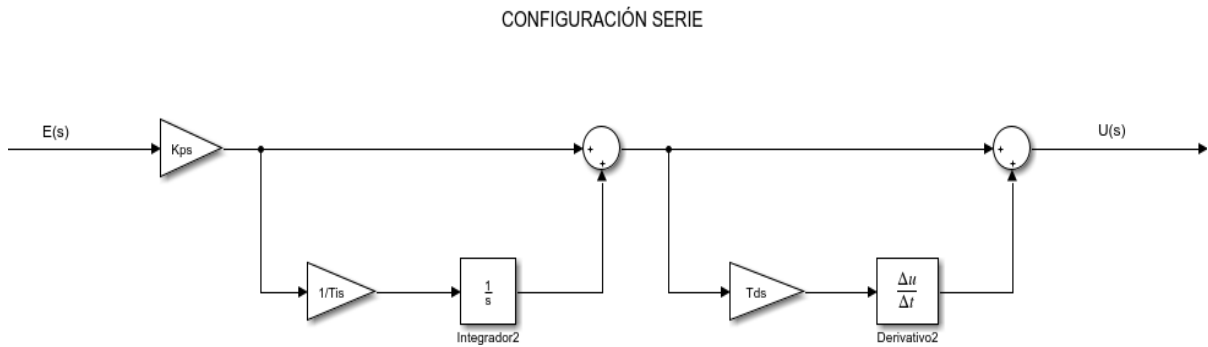 CONFIGURACIÓN SERIE
E(s)
Kps
+
+
+
+
U(s)
1/Tis
1
s
Integrador2
Tds
Δu
Δt
Derivativo2